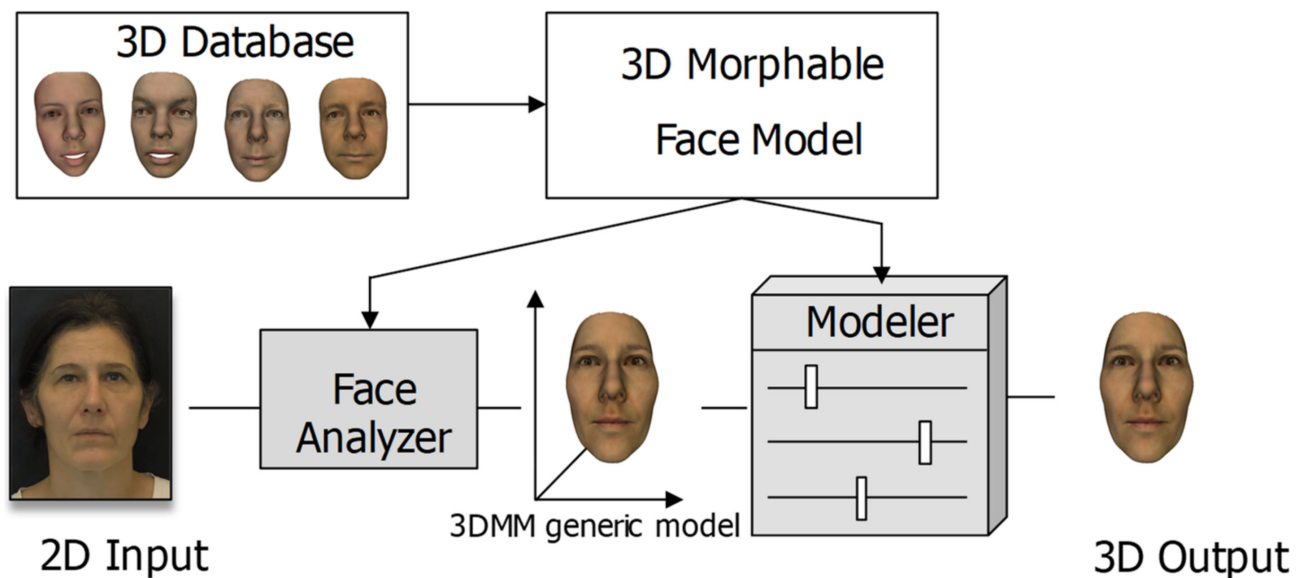 3D Database
3D Morphable
Face Model
Face
Analyzer
Modeler
3DMM generic model
2D Input
3D Output